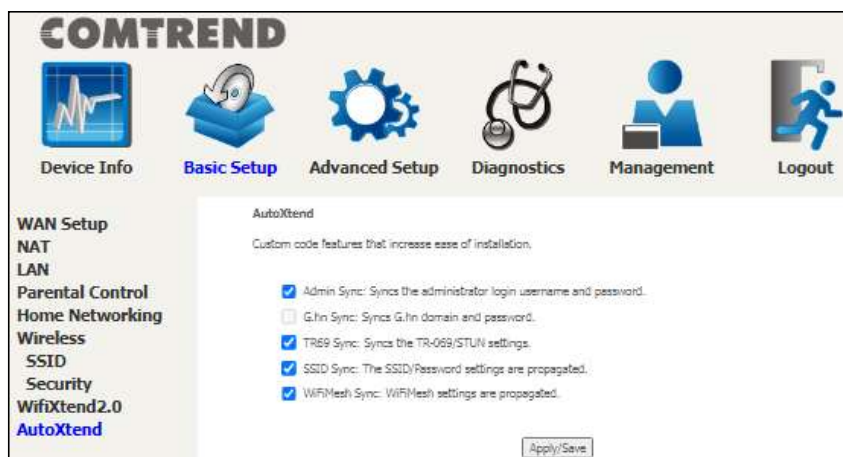 COMTREND
Device Info
Basic Setup
Advanced Setup
Diagnostics
Management
Logout
WAN Setup
NAT
LAN
Parental Control
Home Networking
Wireless
SSID
Security
WifiXtend2.0
AutoXtend
AutoXtend
Custom code features that increase ease of installation.
Admin Sync: Syncs the administrator login username and password.
G.hn Sync: Syncs G.hn domain and password.
TR69 Sync: Syncs the TR-069/STUN settings.
SSID Sync: The SSID/Password settings are propagated.
WiFiMesh Sync: WiFiMesh settings are propagated.
Apply/Save